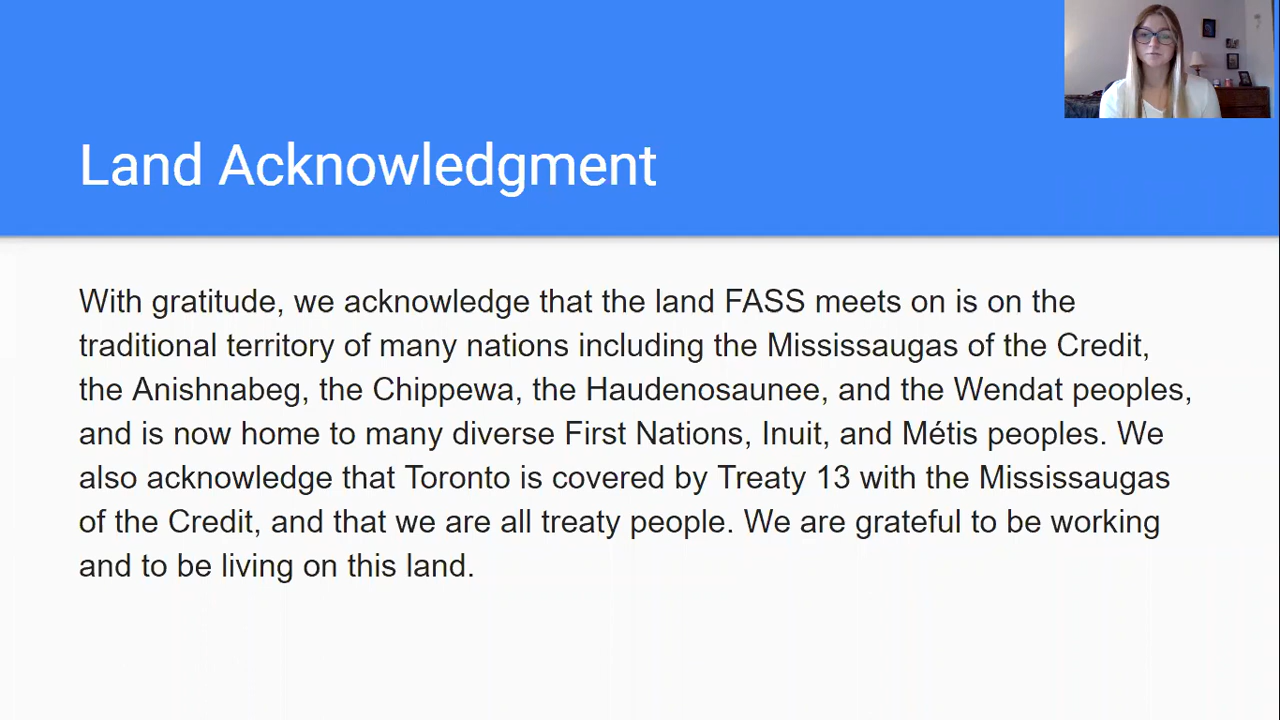 Land Acknowledgment
With gratitude, we acknowledge that the land FASS meets on is on the
traditional territory of many nations including the Mississaugas of the Credit,
the Anishnabeg, the Chippewa, the Haudenosaunee, and the Wendat peoples,
and is now home to many diverse First Nations, Inuit, and Métis peoples. We
also acknowledge that Toronto is covered by Treaty 13 with the Mississaugas
of the Credit, and that we are all treaty people. We are grateful to be working
and to be living on this land.